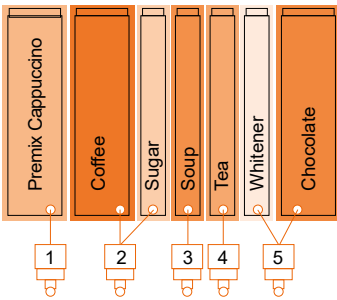 Premix Cappuccino
Coffee
Sugar
Soup
Tea
Whitener
Chocolate
1
2
3
4
5